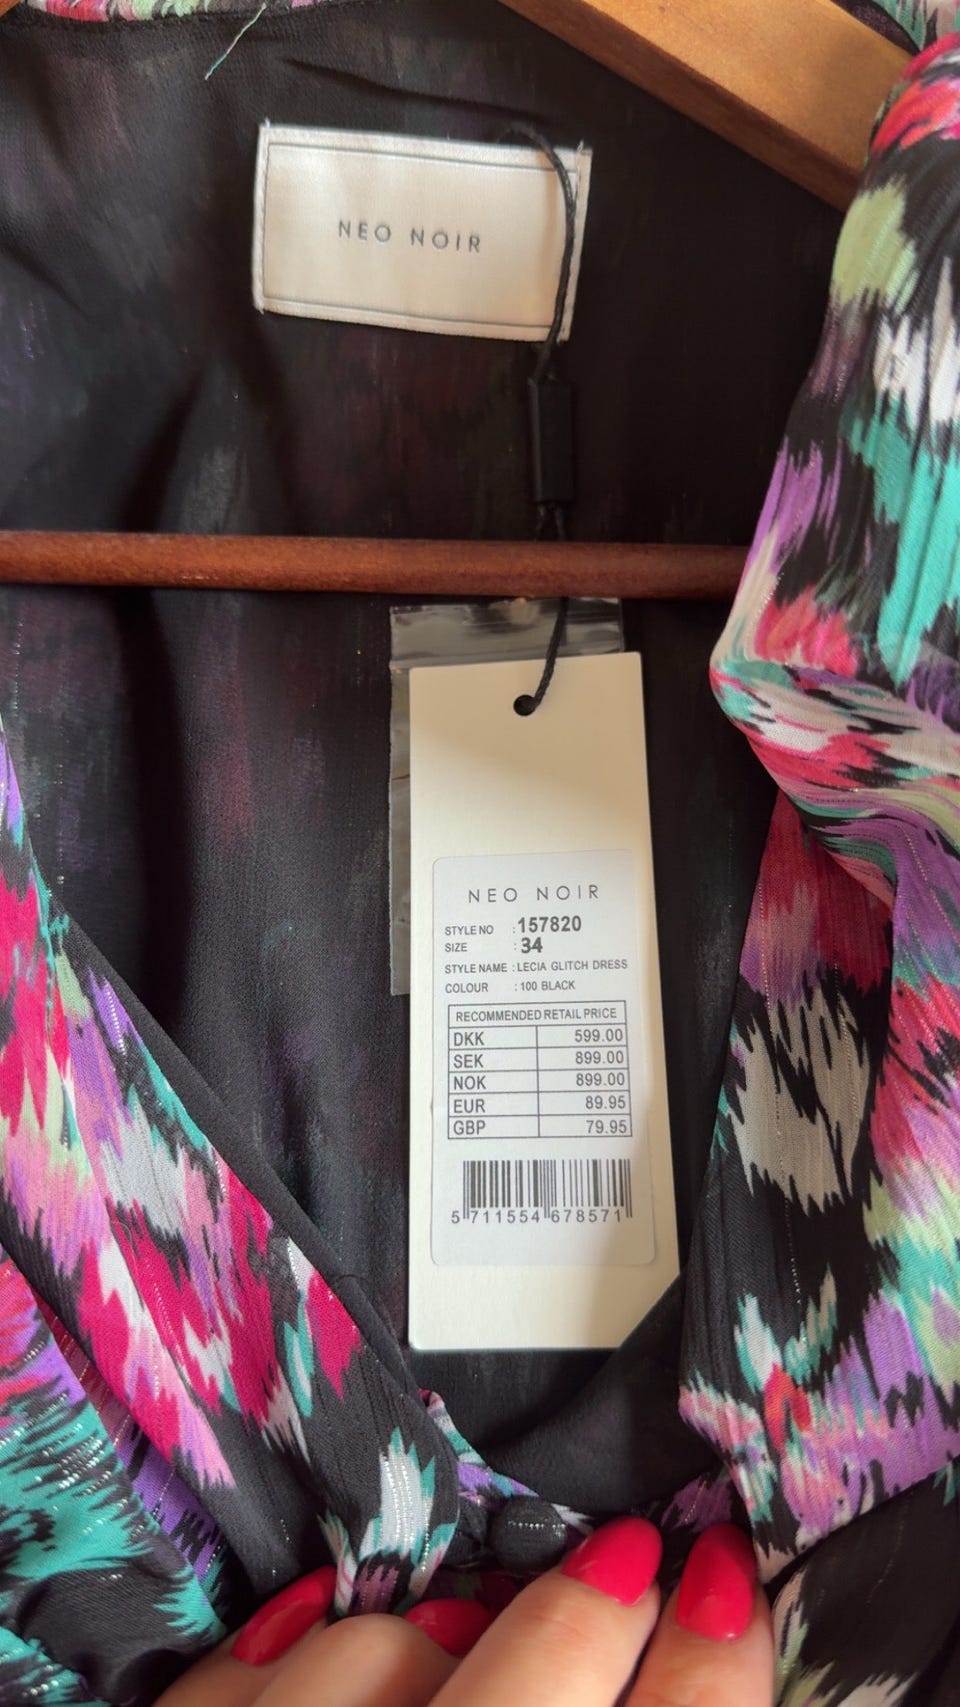 NEO NOIR
NEO NOIR
STYLE NO : 157820
SIZE : 34
STYLE NAME : LECIA GLITCH DRESS
COLOUR : 100 BLACK
RECOMMENDED RETAIL PRICE
DKK 599.00
SEK 899.00
NOK 899.00
EUR 89.95
GBP 79.95
5 711554 678571